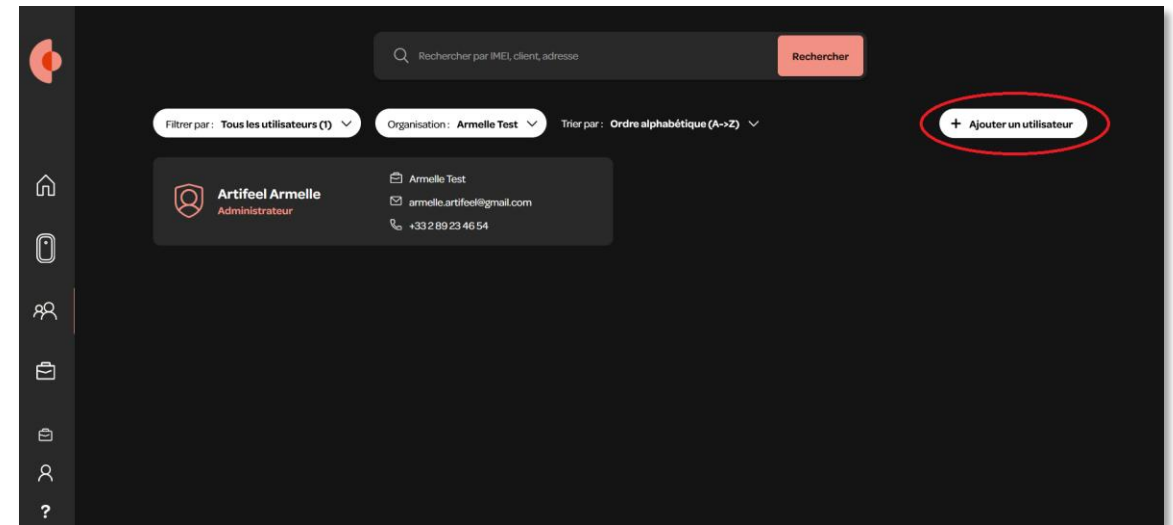 Rechercher par IMEI, client, adresse
Rechercher
Filtrer par : Tous les utilisateurs (1)
Organisation : Armelle Test
Trier par : Ordre alphabétique (A->Z)
+ Ajouter un utilisateur
Artifeel Armelle
Administrateur
Armelle Test
armelle.artifeel@gmail.com
+33 2 89 23 46 54
?